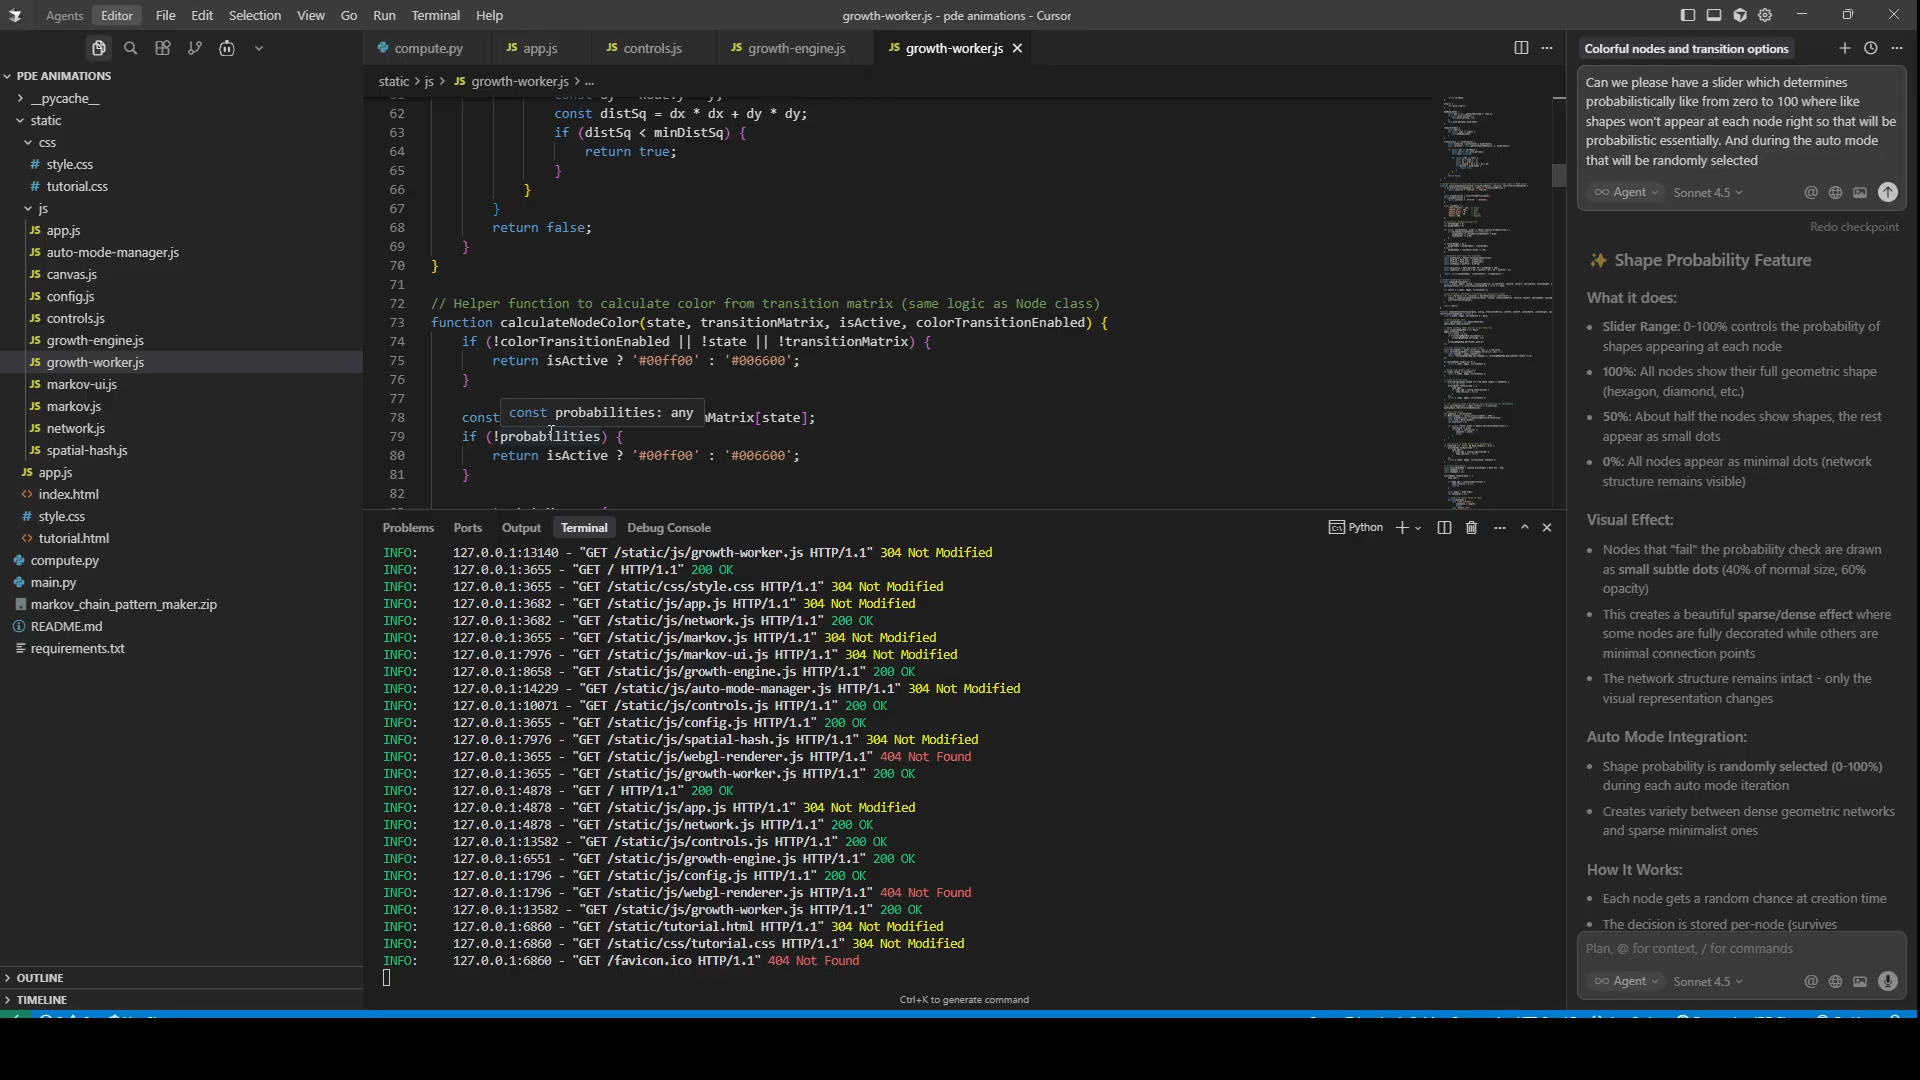 Agents Editor File Edit Selection View Go Run Terminal Help
growth-worker.js - pde animations - Cursor
PDE ANIMATIONS
__pycache__
static
css
# style.css
# tutorial.css
js
JS app.js
JS auto-mode-manager.js
JS canvas.js
JS config.js
JS controls.js
JS growth-engine.js
JS growth-worker.js
JS markov-ui.js
JS markov.js
JS network.js
JS spatial-hash.js
JS app.js
<> index.html
# style.css
<> tutorial.html
compute.py
main.py
markov_chain_pattern_maker.zip
README.md
requirements.txt
OUTLINE
TIMELINE
compute.py
JS app.js
JS controls.js
JS growth-engine.js
JS growth-worker.js
static > js > JS growth-worker.js > ...
62 const distSq = dx * dx + dy * dy;
63 if (distSq < minDistSq) {
64 return true;
65 }
66 }
67 }
68 return false;
69 }
70 }
71
72 // Helper function to calculate color from transition matrix (same logic as Node class)
73 function calculateNodeColor(state, transitionMatrix, isActive, colorTransitionEnabled) {
74 if (!colorTransitionEnabled || !state || !transitionMatrix) {
75 return isActive ? '#00ff00' : '#006600';
76 }
77
const probabilities: any
78 const Matrix[state];
79 if (!probabilities) {
80 return isActive ? '#00ff00' : '#006600';
81 }
82
Problems Ports Output Terminal Debug Console
Python
INFO: 127.0.0.1:13140 - "GET /static/js/growth-worker.js HTTP/1.1" 304 Not Modified
INFO: 127.0.0.1:3655 - "GET / HTTP/1.1" 200 OK
INFO: 127.0.0.1:3655 - "GET /static/css/style.css HTTP/1.1" 304 Not Modified
INFO: 127.0.0.1:3682 - "GET /static/js/app.js HTTP/1.1" 304 Not Modified
INFO: 127.0.0.1:3682 - "GET /static/js/network.js HTTP/1.1" 200 OK
INFO: 127.0.0.1:3655 - "GET /static/js/markov.js HTTP/1.1" 304 Not Modified
INFO: 127.0.0.1:7976 - "GET /static/js/markov-ui.js HTTP/1.1" 304 Not Modified
INFO: 127.0.0.1:8658 - "GET /static/js/growth-engine.js HTTP/1.1" 200 OK
INFO: 127.0.0.1:14229 - "GET /static/js/auto-mode-manager.js HTTP/1.1" 304 Not Modified
INFO: 127.0.0.1:10071 - "GET /static/js/controls.js HTTP/1.1" 200 OK
INFO: 127.0.0.1:3655 - "GET /static/js/config.js HTTP/1.1" 200 OK
INFO: 127.0.0.1:7976 - "GET /static/js/spatial-hash.js HTTP/1.1" 304 Not Modified
INFO: 127.0.0.1:3655 - "GET /static/js/webgl-renderer.js HTTP/1.1" 404 Not Found
INFO: 127.0.0.1:3655 - "GET /static/js/growth-worker.js HTTP/1.1" 200 OK
INFO: 127.0.0.1:4878 - "GET / HTTP/1.1" 200 OK
INFO: 127.0.0.1:4878 - "GET /static/js/app.js HTTP/1.1" 304 Not Modified
INFO: 127.0.0.1:4878 - "GET /static/js/network.js HTTP/1.1" 200 OK
INFO: 127.0.0.1:13582 - "GET /static/js/controls.js HTTP/1.1" 200 OK
INFO: 127.0.0.1:6551 - "GET /static/js/growth-engine.js HTTP/1.1" 200 OK
INFO: 127.0.0.1:1796 - "GET /static/js/config.js HTTP/1.1" 200 OK
INFO: 127.0.0.1:1796 - "GET /static/js/webgl-renderer.js HTTP/1.1" 404 Not Found
INFO: 127.0.0.1:13582 - "GET /static/js/growth-worker.js HTTP/1.1" 200 OK
INFO: 127.0.0.1:6860 - "GET /static/tutorial.html HTTP/1.1" 304 Not Modified
INFO: 127.0.0.1:6860 - "GET /static/css/tutorial.css HTTP/1.1" 304 Not Modified
INFO: 127.0.0.1:6860 - "GET /favicon.ico HTTP/1.1" 404 Not Found
Ctrl+K to generate command
Colorful nodes and transition options
Can we please have a slider which determines
probabilistically like from zero to 100 where like
shapes won't appear at each node right so that will be
probabilistic essentially. And during the auto mode
that will be randomly selected
∞ Agent Sonnet 4.5
Redo checkpoint
✨ Shape Probability Feature
What it does:
• Slider Range: 0-100% controls the probability of
shapes appearing at each node
• 100%: All nodes show their full geometric shape
(hexagon, diamond, etc.)
• 50%: About half the nodes show shapes, the rest
appear as small dots
• 0%: All nodes appear as minimal dots (network
structure remains visible)
Visual Effect:
• Nodes that "fail" the probability check are drawn
as small subtle dots (40% of normal size, 60%
opacity)
• This creates a beautiful sparse/dense effect where
some nodes are fully decorated while others are
minimal connection points
• The network structure remains intact - only the
visual representation changes
Auto Mode Integration:
• Shape probability is randomly selected (0-100%)
during each auto mode iteration
• Creates variety between dense geometric networks
and sparse minimalist ones
How It Works:
• Each node gets a random chance at creation time
• The decision is stored per-node (survives
Plan, @ for context, / for commands
∞ Agent Sonnet 4.5